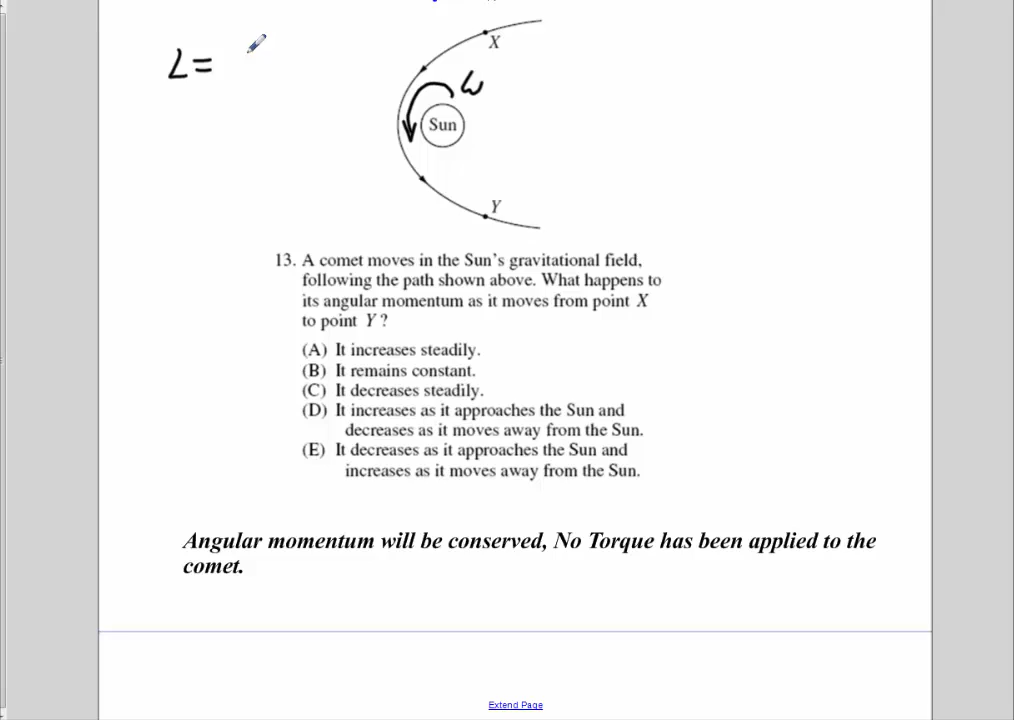 L=
X
ω
Sun
Y
13. A comet moves in the Sun's gravitational field,
following the path shown above. What happens to
its angular momentum as it moves from point X
to point Y ?
(A) It increases steadily.
(B) It remains constant.
(C) It decreases steadily.
(D) It increases as it approaches the Sun and
decreases as it moves away from the Sun.
(E) It decreases as it approaches the Sun and
increases as it moves away from the Sun.
Angular momentum will be conserved, No Torque has been applied to the
comet.
Extend Page